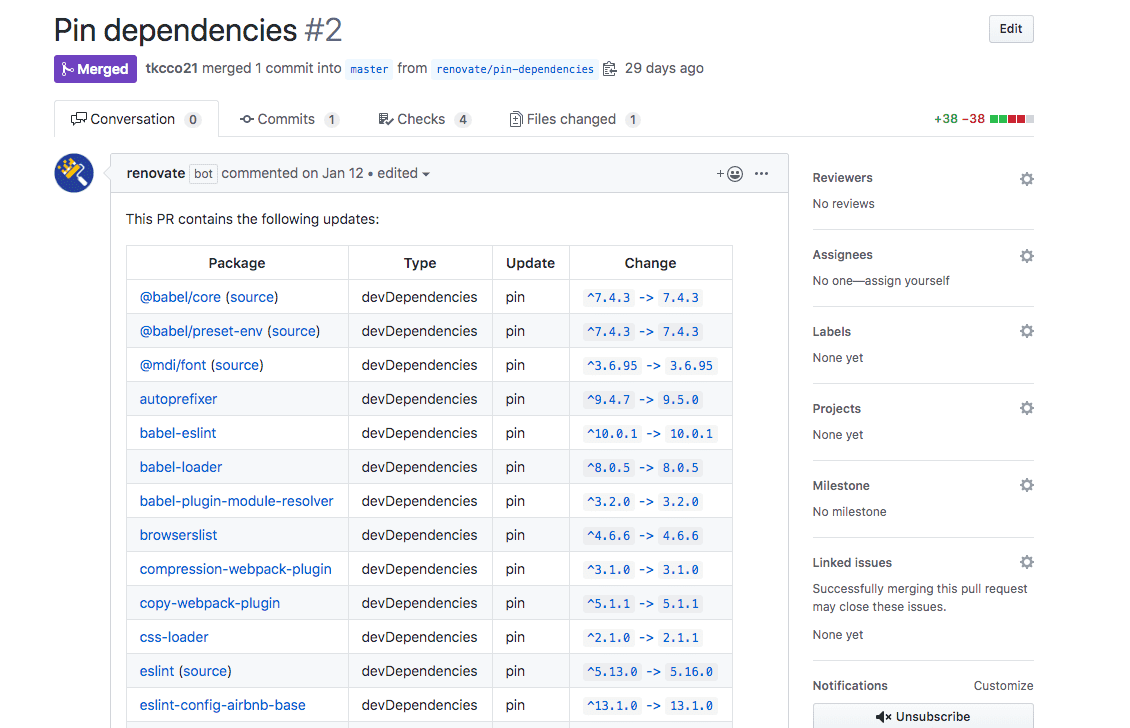 Pin dependencies #2
Edit
Merged tkcco21 merged 1 commit into master from renovate/pin-dependencies 29 days ago
Conversation 0 Commits 1 Checks 4 Files changed 1 +38 −38
renovate bot commented on Jan 12 • edited
This PR contains the following updates:
Package Type Update Change
@babel/core (source) devDependencies pin ^7.4.3 -> 7.4.3
@babel/preset-env (source) devDependencies pin ^7.4.3 -> 7.4.3
@mdi/font (source) devDependencies pin ^3.6.95 -> 3.6.95
autoprefixer devDependencies pin ^9.4.7 -> 9.5.0
babel-eslint devDependencies pin ^10.0.1 -> 10.0.1
babel-loader devDependencies pin ^8.0.5 -> 8.0.5
babel-plugin-module-resolver devDependencies pin ^3.2.0 -> 3.2.0
browserslist devDependencies pin ^4.6.6 -> 4.6.6
compression-webpack-plugin devDependencies pin ^3.1.0 -> 3.1.0
copy-webpack-plugin devDependencies pin ^5.1.1 -> 5.1.1
css-loader devDependencies pin ^2.1.0 -> 2.1.1
eslint (source) devDependencies pin ^5.13.0 -> 5.16.0
eslint-config-airbnb-base devDependencies pin ^13.1.0 -> 13.1.0
Reviewers
No reviews
Assignees
No one—assign yourself
Labels
None yet
Projects
None yet
Milestone
No milestone
Linked issues
Successfully merging this pull request
may close these issues.
None yet
Notifications Customize
Unsubscribe